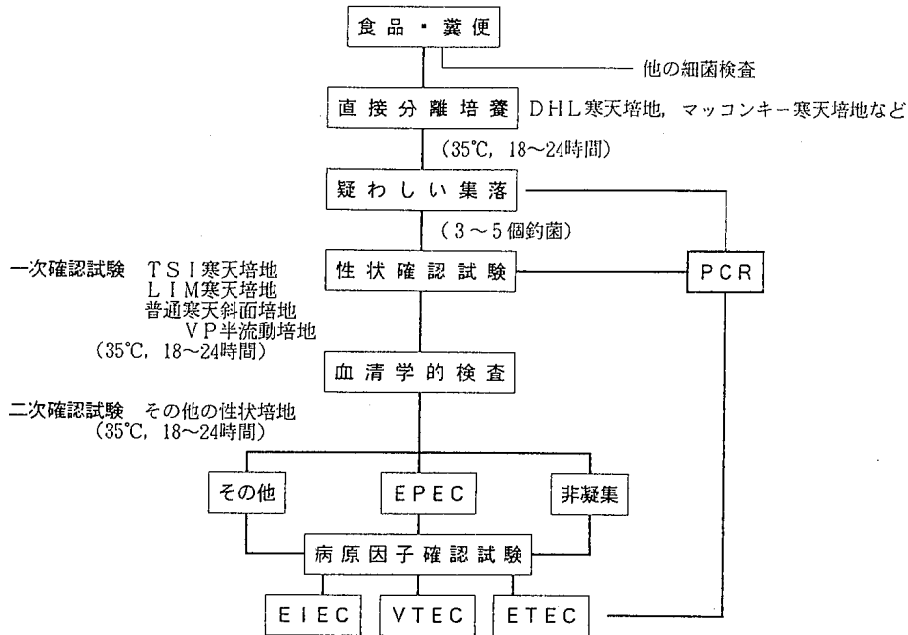 食品・糞便
他の細菌検査
直接分離培養 DHL寒天培地，マッコンキー寒天培地など
(35℃, 18～24時間)
疑わしい集落
(3～5個釣菌)
一次確認試験 TSI寒天培地
性状確認試験
PCR
LIM寒天培地
普通寒天斜面培地
VP半流動培地
(35℃, 18～24時間)
血清学的検査
二次確認試験 その他の性状培地
(35℃, 18～24時間)
その他
EPEC
非凝集
病原因子確認試験
EIEC
VTEC
ETEC